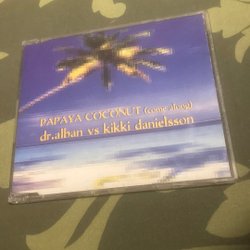 PAPAYA COCONUT (come along)
dr.alban vs kikki danielsson